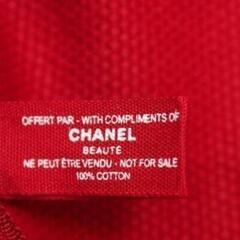 OFFERT PAR - WITH COMPLIMENTS OF
CHANEL
BEAUTÉ
NE PEUT ÊTRE VENDU - NOT FOR SALE
100% COTTON